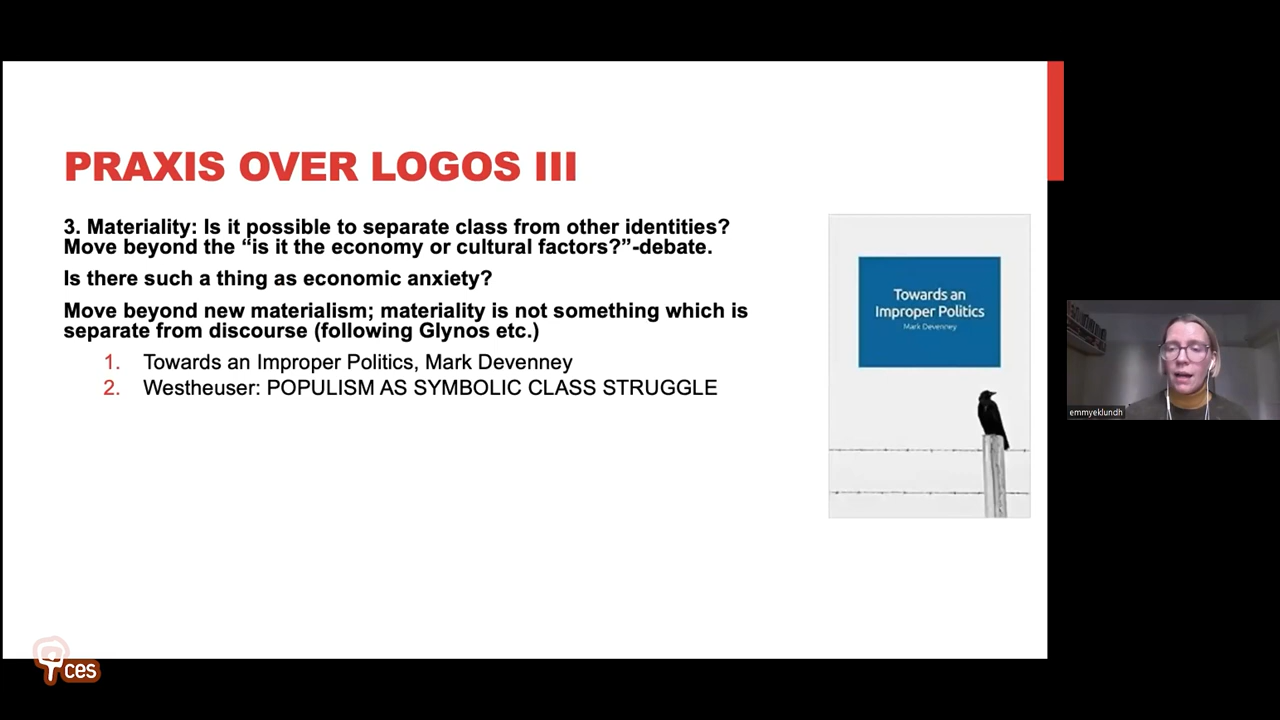 PRAXIS OVER LOGOS III
3. Materiality: Is it possible to separate class from other identities?
Move beyond the “is it the economy or cultural factors?”-debate.
Is there such a thing as economic anxiety?
Move beyond new materialism; materiality is not something which is
separate from discourse (following Glynos etc.)
1. Towards an Improper Politics, Mark Devenney
2. Westheuser: POPULISM AS SYMBOLIC CLASS STRUGGLE
Towards an
Improper Politics
Mark Devenney
emmyeklundh
ces